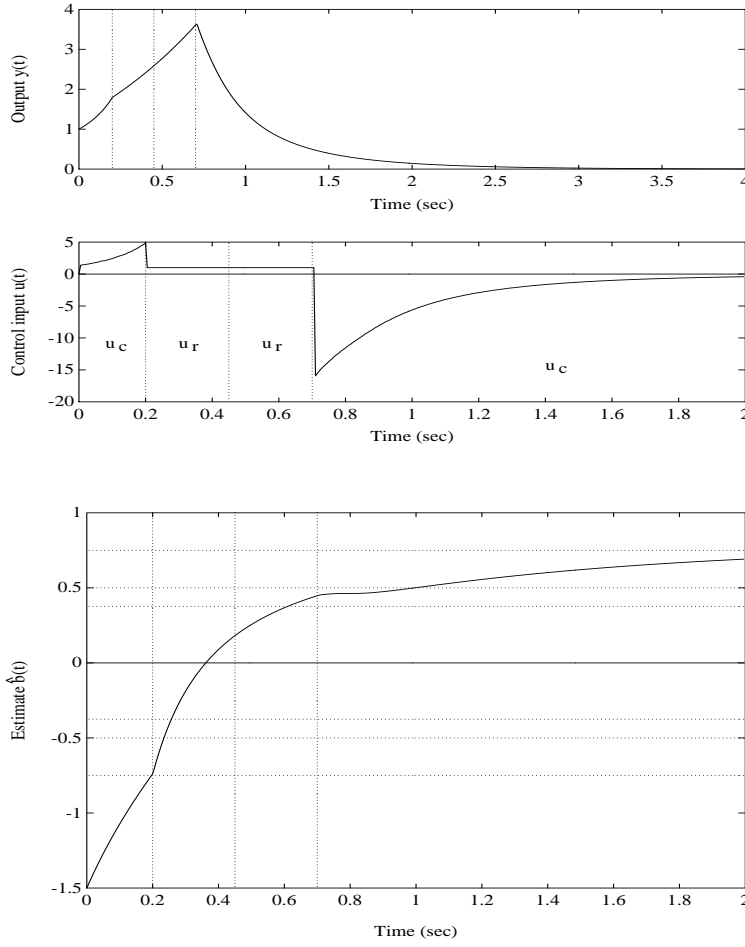 Output y(t)
4
3
2
1
0
0 0.5 1 1.5 2 2.5 3 3.5 4
Time (sec)
Control input u(t)
5
0
-5
-10
-15
-20
u c u r u r u c
0 0.2 0.4 0.6 0.8 1 1.2 1.4 1.6 1.8 2
Time (sec)
Estimate b̂(t)
1
0.5
0
-0.5
-1
-1.5
0 0.2 0.4 0.6 0.8 1 1.2 1.4 1.6 1.8 2
Time (sec)